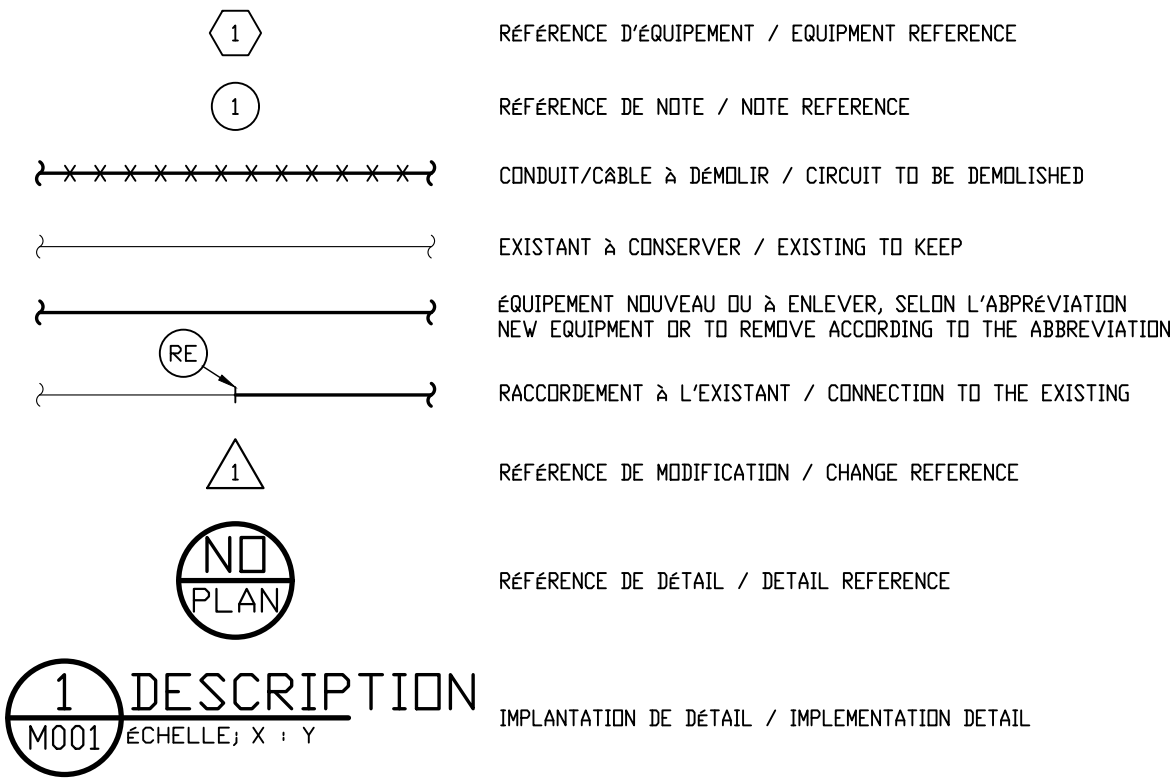 1 RÉFÉRENCE D'ÉQUIPEMENT / EQUIPMENT REFERENCE
1 RÉFÉRENCE DE NOTE / NOTE REFERENCE
CONDUIT/CÂBLE À DÉMOLIR / CIRCUIT TO BE DEMOLISHED
EXISTANT À CONSERVER / EXISTING TO KEEP
ÉQUIPEMENT NOUVEAU OU À ENLEVER, SELON L'ABPRÉVIATION
NEW EQUIPMENT OR TO REMOVE ACCORDING TO THE ABBREVIATION
RE
RACCORDEMENT À L'EXISTANT / CONNECTION TO THE EXISTING
1 RÉFÉRENCE DE MODIFICATION / CHANGE REFERENCE
NO
PLAN
RÉFÉRENCE DE DÉTAIL / DETAIL REFERENCE
1 DESCRIPTION
M001 ÉCHELLE; X : Y
IMPLANTATION DE DÉTAIL / IMPLEMENTATION DETAIL